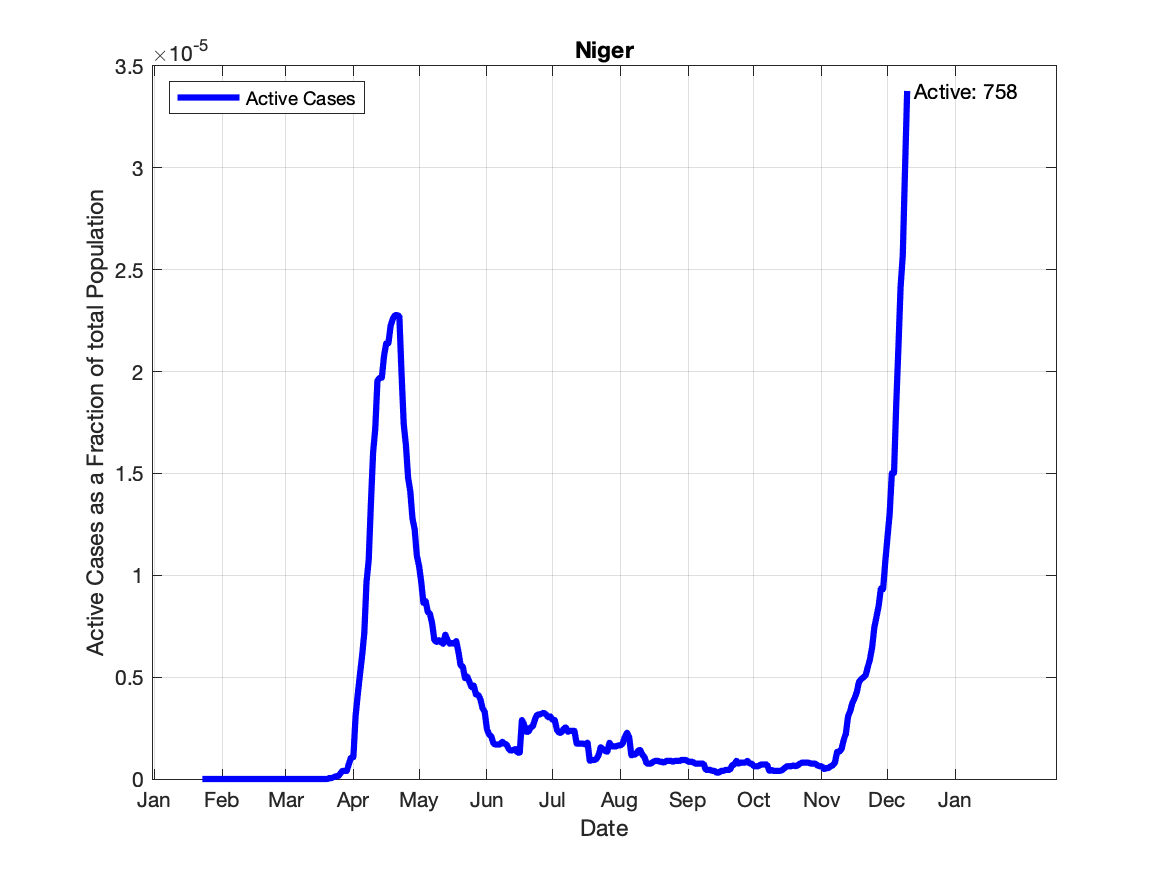 Niger
×10-5
3.5
3
2.5
2
1.5
1
0.5
0
Active Cases as a Fraction of total Population
Active Cases
Active: 758
Jan Feb Mar Apr May Jun Jul Aug Sep Oct Nov Dec Jan
Date